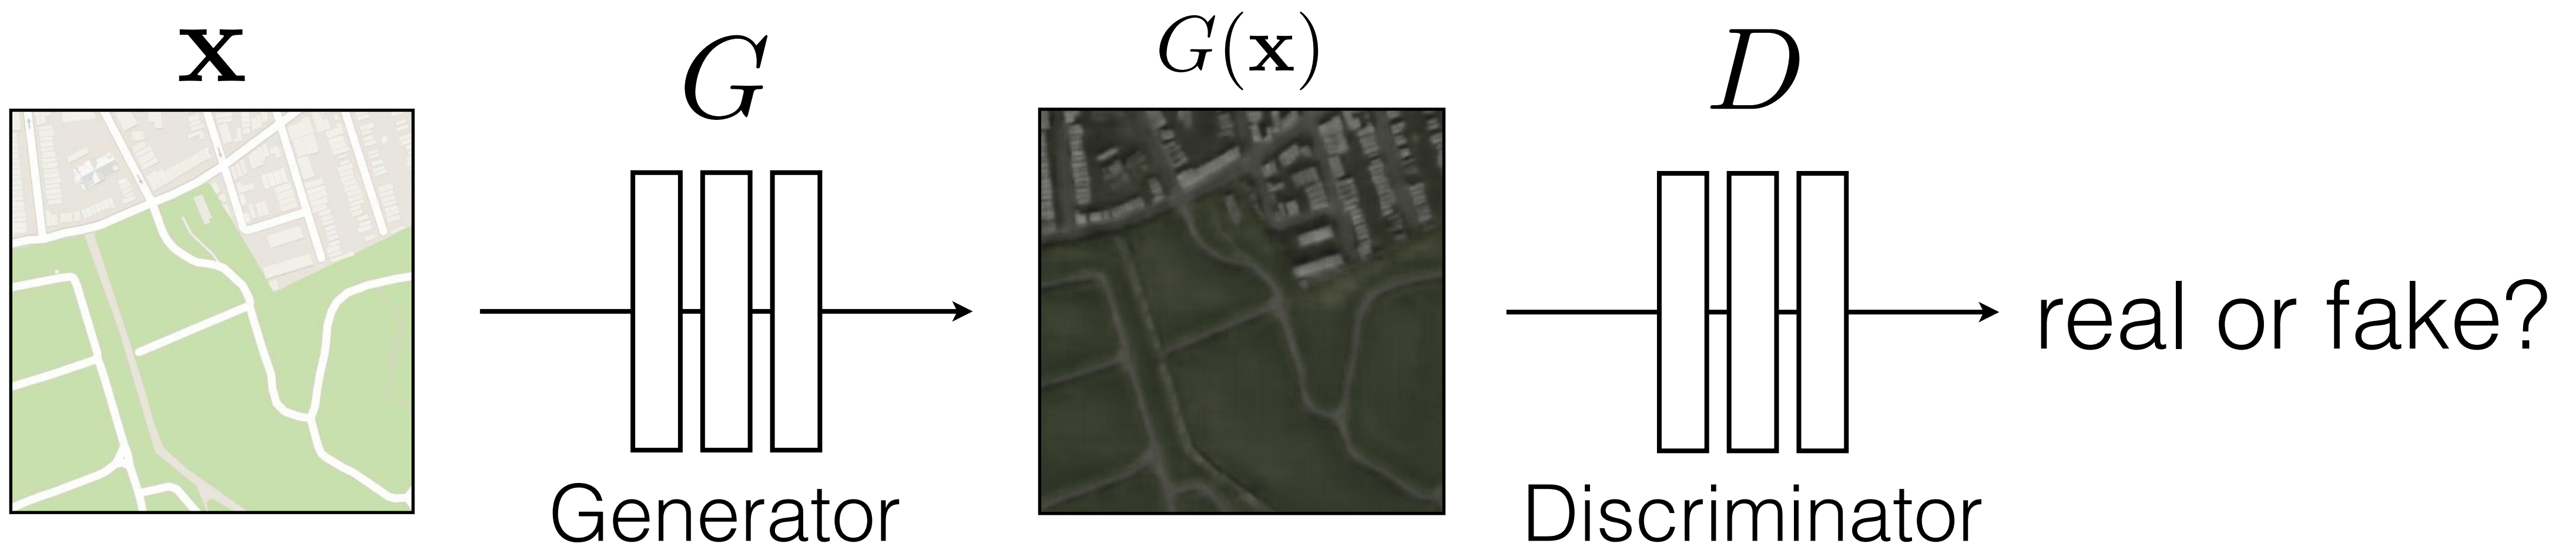 x
G
G(x)
D
Generator
Discriminator
real or fake?